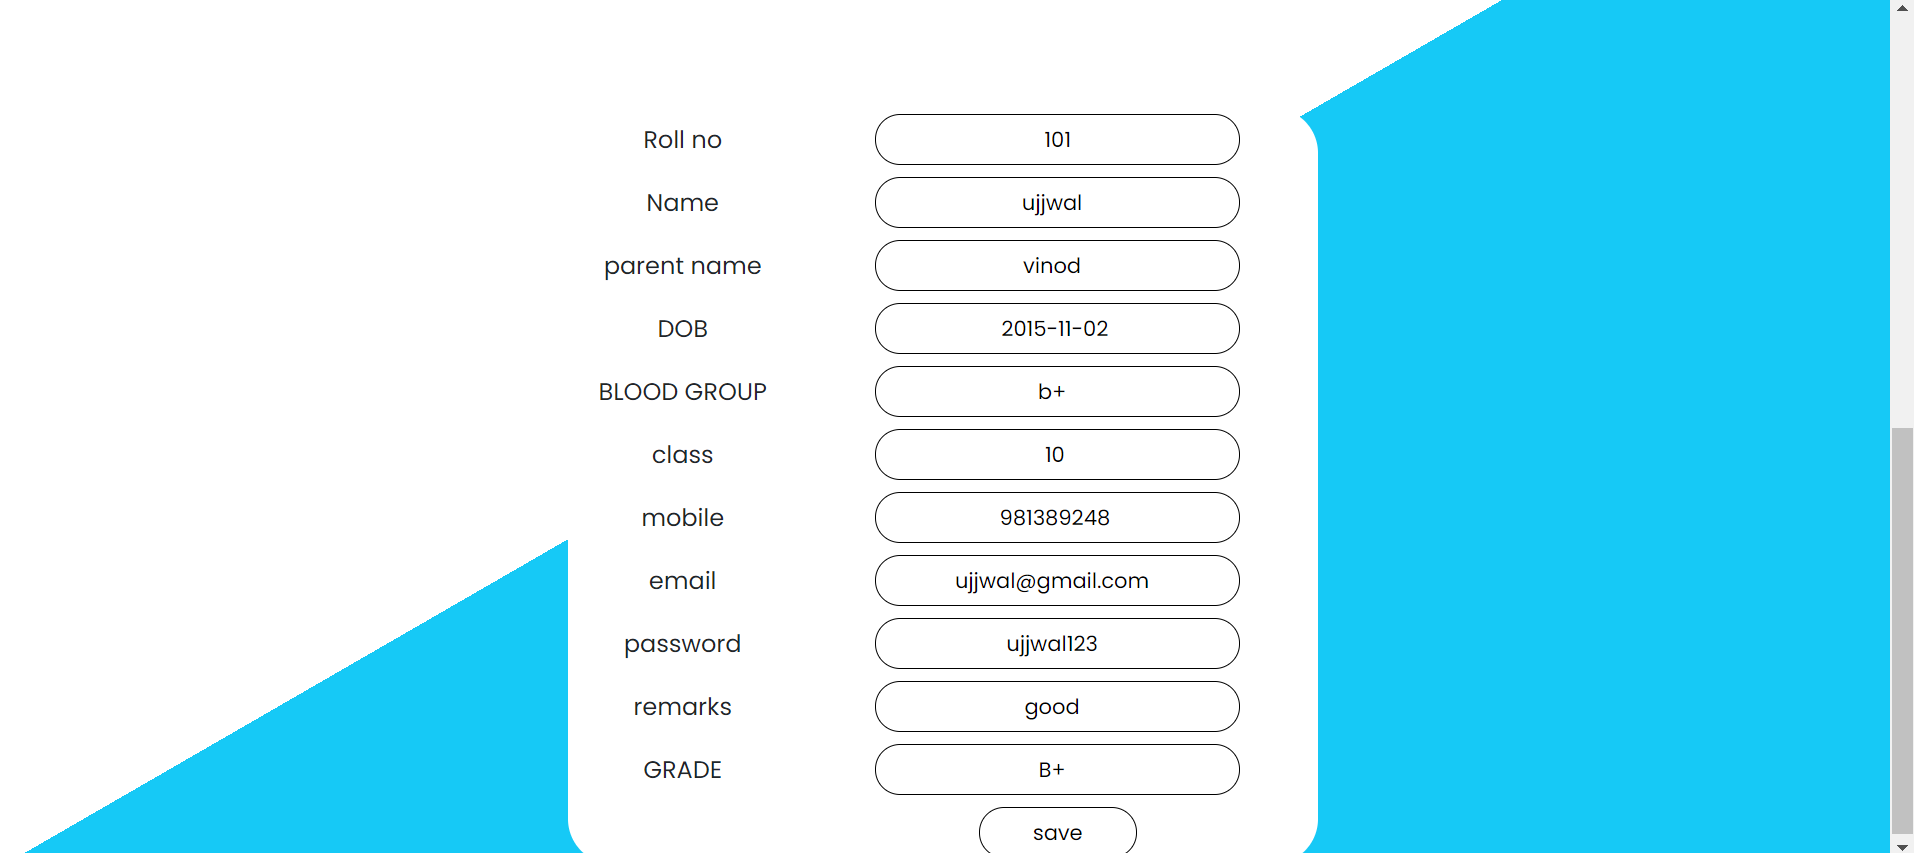 Roll no 101
Name ujjwal
parent name vinod
DOB 2015-11-02
BLOOD GROUP b+
class 10
mobile 981389248
email ujjwal@gmail.com
password ujjwal123
remarks good
GRADE B+
save